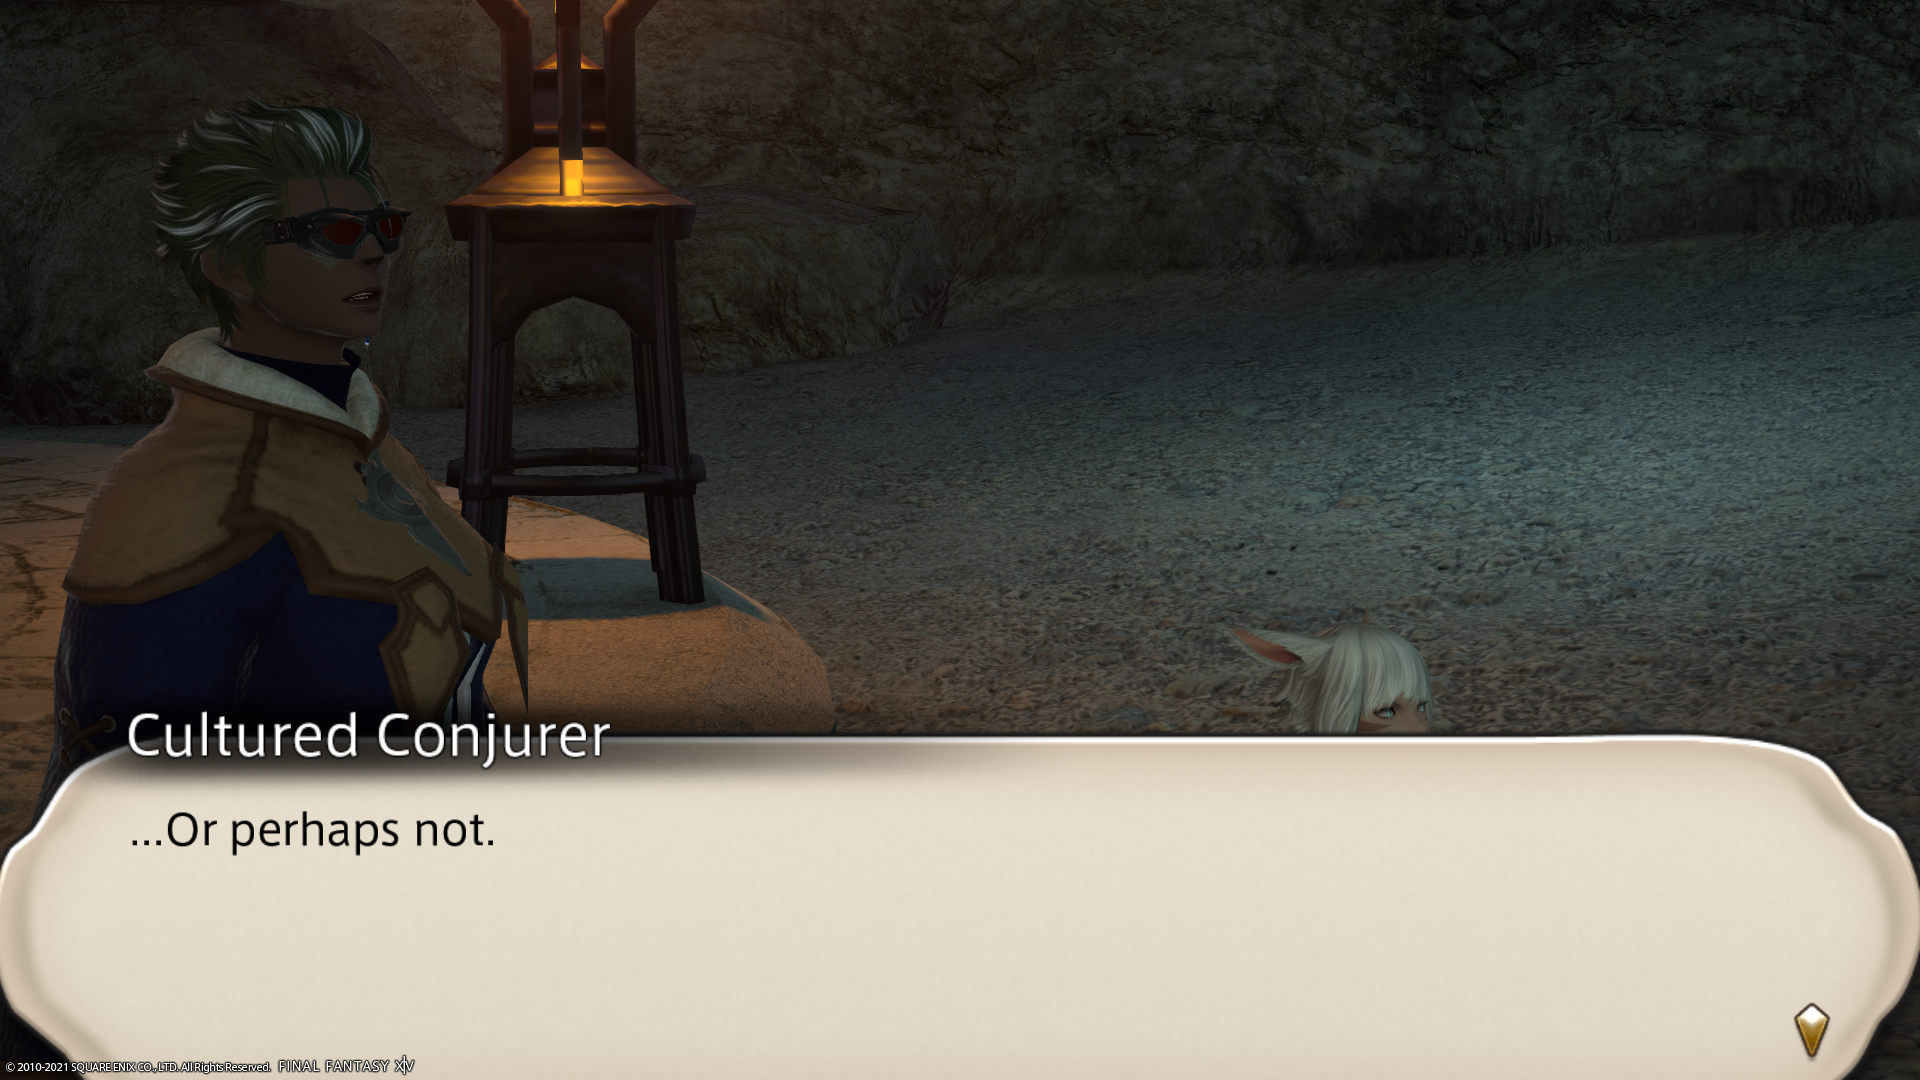 Cultured Conjurer
...Or perhaps not.
© 2010-2021 SQUARE ENIX CO., LTD. All Rights Reserved. FINAL FANTASY XIV